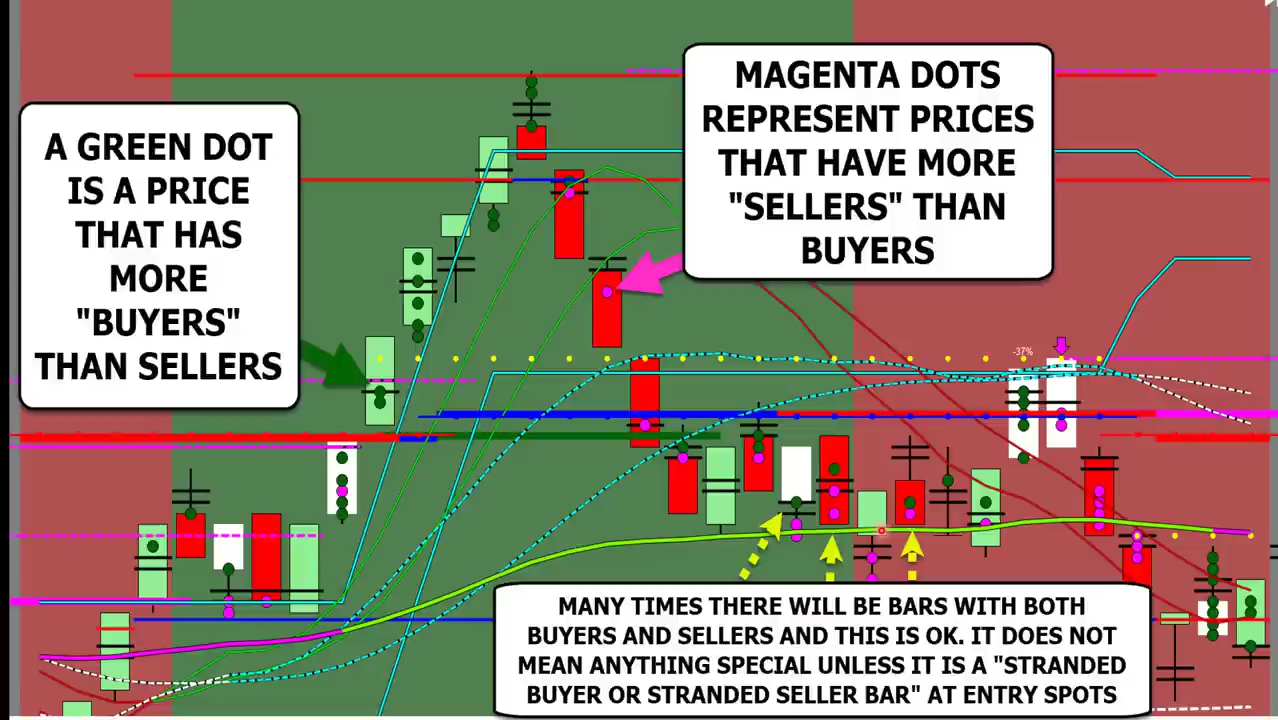 A GREEN DOT
IS A PRICE
THAT HAS
MORE
"BUYERS"
THAN SELLERS
MAGENTA DOTS
REPRESENT PRICES
THAT HAVE MORE
"SELLERS" THAN
BUYERS
-37%
MANY TIMES THERE WILL BE BARS WITH BOTH
BUYERS AND SELLERS AND THIS IS OK. IT DOES NOT
MEAN ANYTHING SPECIAL UNLESS IT IS A "STRANDED
BUYER OR STRANDED SELLER BAR" AT ENTRY SPOTS